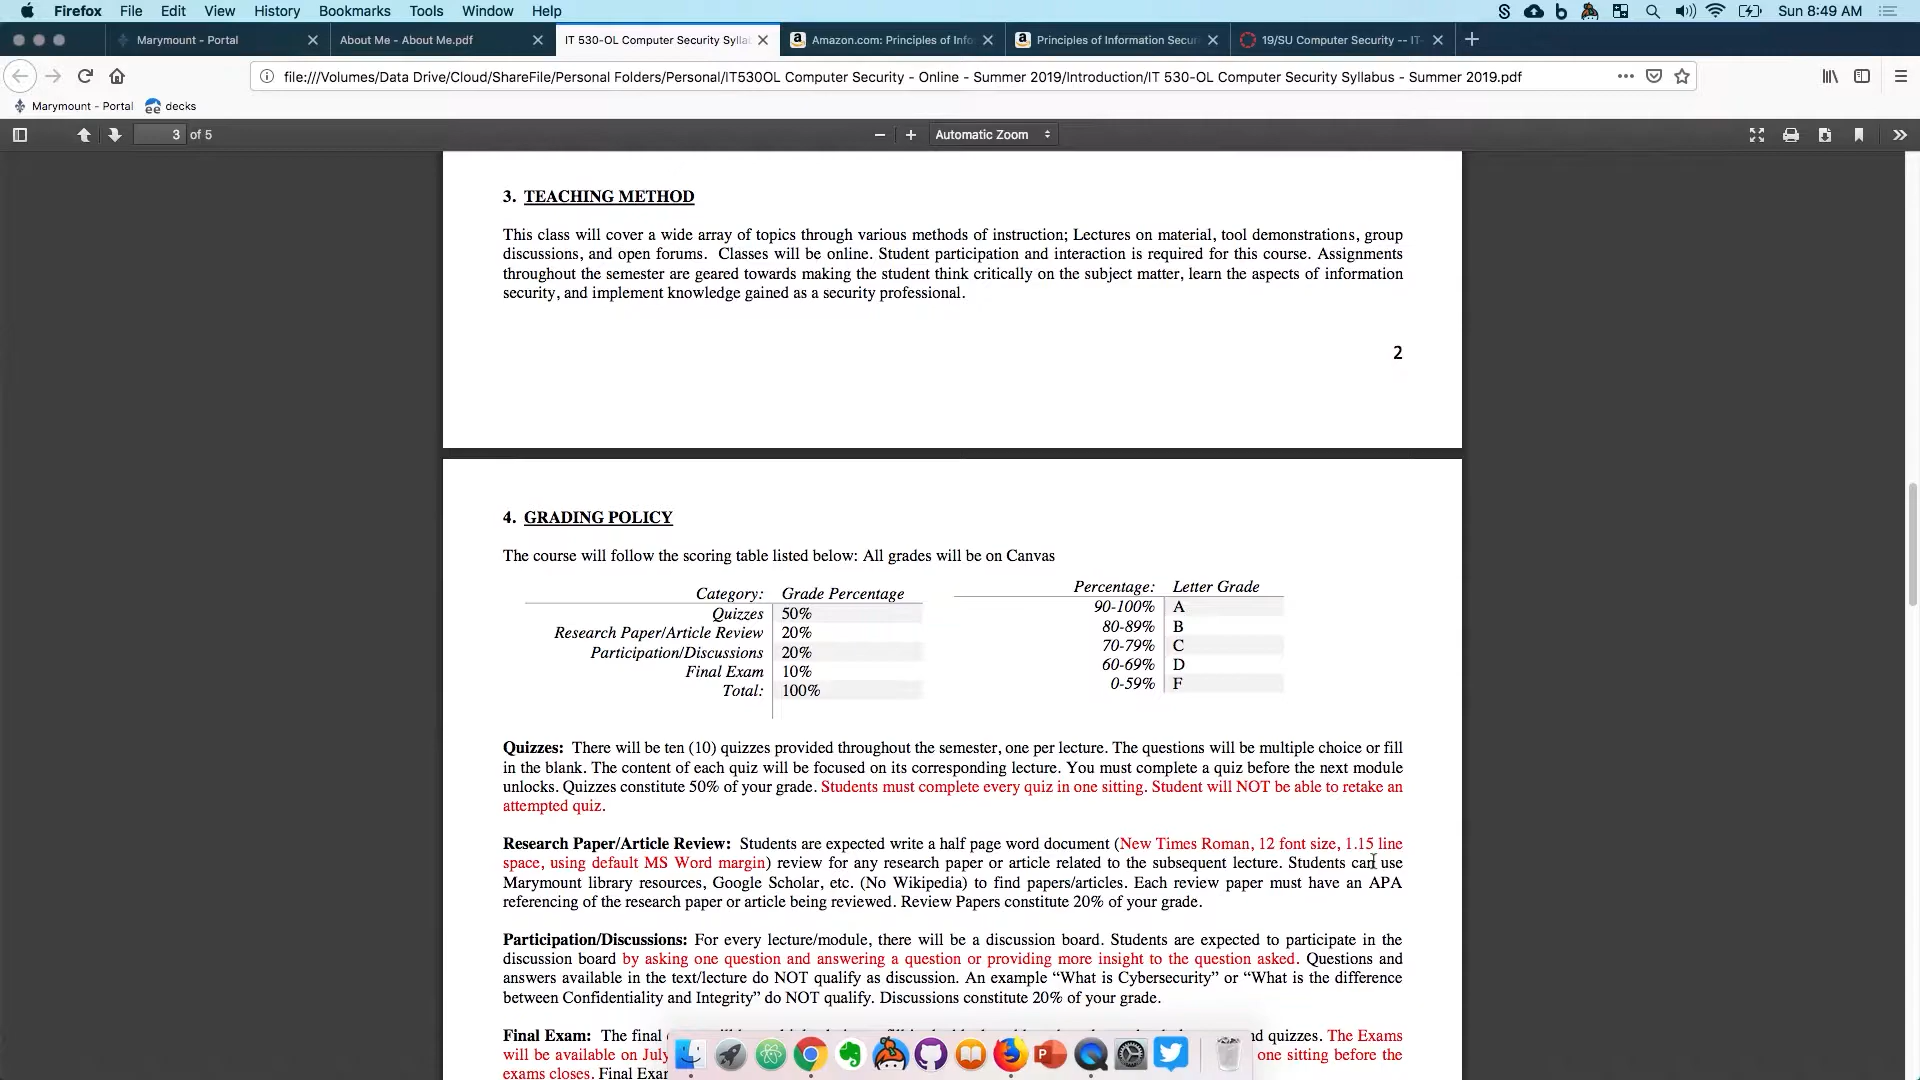 Firefox File Edit View History Bookmarks Tools Window Help Sun 8:49 AM
Marymount - Portal
About Me - About Me.pdf
IT 530-OL Computer Security Sylla
Amazon.com: Principles of Info
Principles of Information Secu
19/SU Computer Security -- IT-
file:///Volumes/Data Drive/Cloud/ShareFile/Personal Folders/Personal/IT530OL Computer Security - Online - Summer 2019/Introduction/IT 530-OL Computer Security Syllabus - Summer 2019.pdf
Marymount - Portal decks
3 of 5 Automatic Zoom
3. TEACHING METHOD
This class will cover a wide array of topics through various methods of instruction; Lectures on material, tool demonstrations, group
discussions, and open forums. Classes will be online. Student participation and interaction is required for this course. Assignments
throughout the semester are geared towards making the student think critically on the subject matter, learn the aspects of information
security, and implement knowledge gained as a security professional.
2
4. GRADING POLICY
The course will follow the scoring table listed below: All grades will be on Canvas
Category: Grade Percentage
Quizzes 50%
Research Paper/Article Review 20%
Participation/Discussions 20%
Final Exam 10%
Total: 100%
Percentage: Letter Grade
90-100% A
80-89% B
70-79% C
60-69% D
0-59% F
Quizzes: There will be ten (10) quizzes provided throughout the semester, one per lecture. The questions will be multiple choice or fill
in the blank. The content of each quiz will be focused on its corresponding lecture. You must complete a quiz before the next module
unlocks. Quizzes constitute 50% of your grade. Students must complete every quiz in one sitting. Student will NOT be able to retake an
attempted quiz.
Research Paper/Article Review: Students are expected write a half page word document (New Times Roman, 12 font size, 1.15 line
space, using default MS Word margin) review for any research paper or article related to the subsequent lecture. Students can use
Marymount library resources, Google Scholar, etc. (No Wikipedia) to find papers/articles. Each review paper must have an APA
referencing of the research paper or article being reviewed. Review Papers constitute 20% of your grade.
Participation/Discussions: For every lecture/module, there will be a discussion board. Students are expected to participate in the
discussion board by asking one question and answering a question or providing more insight to the question asked. Questions and
answers available in the text/lecture do NOT qualify as discussion. An example “What is Cybersecurity” or “What is the difference
between Confidentiality and Integrity” do NOT qualify. Discussions constitute 20% of your grade.
Final Exam: The final nd quizzes. The Exams
will be available on July one sitting before the
exams closes. Final Exam